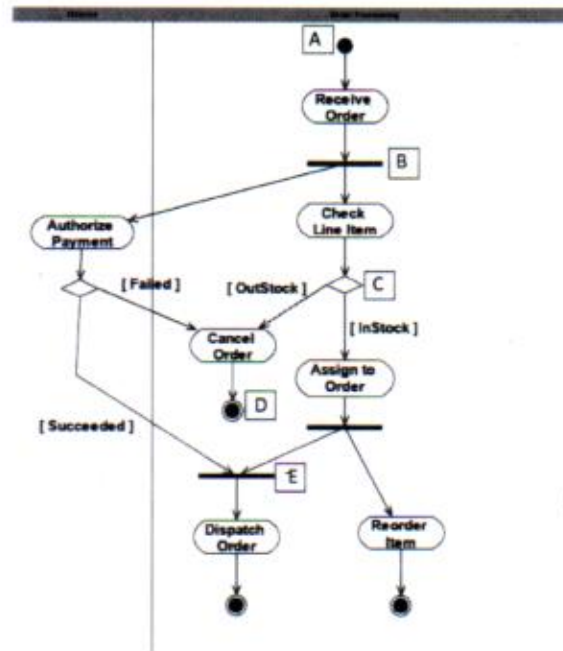 A
Receive
Order
B
Authorize
Payment
Check
Line Item
[ Failed ]
[ OutStock ]
C
[ InStock ]
Cancel
Order
Assign to
Order
D
[ Succeeded ]
E
Dispatch
Order
Reorder
Item